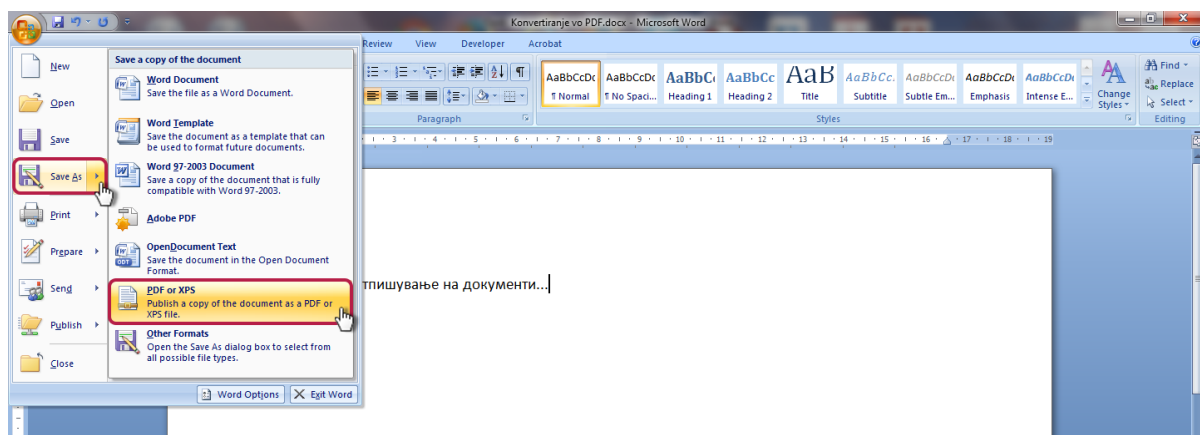 Konvertiranje vo PDF.docx - Microsoft Word
Review View Developer Acrobat
New
Open
Save
Save As
Print
Prepare
Send
Publish
Close
Save a copy of the document
Word Document
Save the file as a Word Document.
Word Template
Save the document as a template that can
be used to format future documents.
Word 97-2003 Document
Save a copy of the document that is fully
compatible with Word 97-2003.
Adobe PDF
OpenDocument Text
Save the document in the Open Document
Format.
PDF or XPS
Publish a copy of the document as a PDF or
XPS file.
Other Formats
Open the Save As dialog box to select from
all possible file types.
Word Options Exit Word
AaBbCcDc AaBbCcDc AaBbC AaBbCc AaB AaBbCc. AaBbCcDc AaBbCcDc AaBbCcDc
¶ Normal ¶ No Spaci... Heading 1 Heading 2 Title Subtitle Subtle Em... Emphasis Intense E...
Change
Styles
Find
Replace
Select
Paragraph Styles Editing
3 4 5 6 7 8 9 10 11 12 13 14 15 16 17 18 19
тпишување на документи...